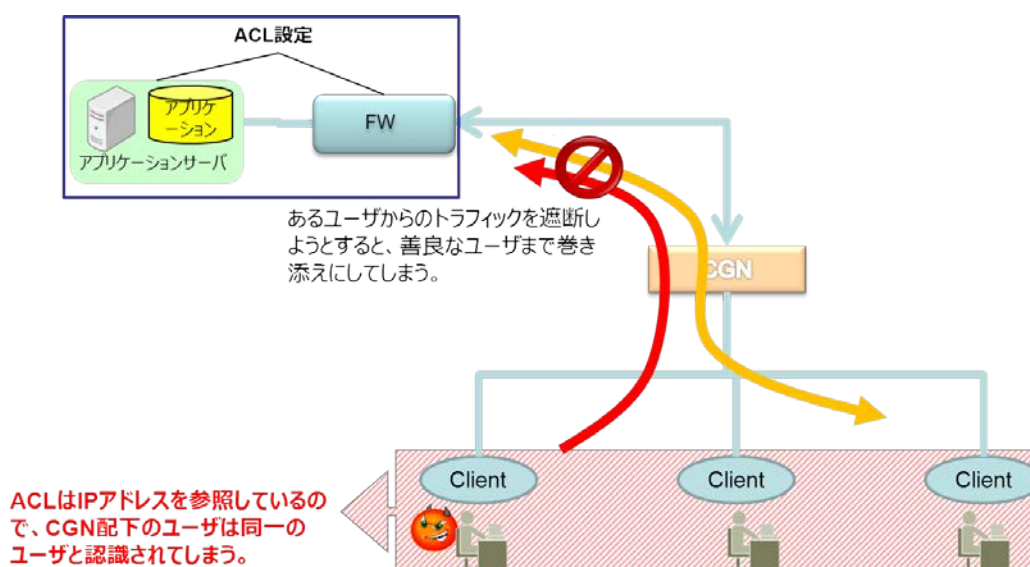 ACL設定
アプリケ
ーション
アプリケーションサーバ
FW
あるユーザからのトラフィックを遮断し
ようとすると、善良なユーザまで巻き
添えにしてしまう。
CGN
Client
Client
Client
ACLはIPアドレスを参照しているの
で、CGN配下のユーザは同一の
ユーザと認識されてしまう。